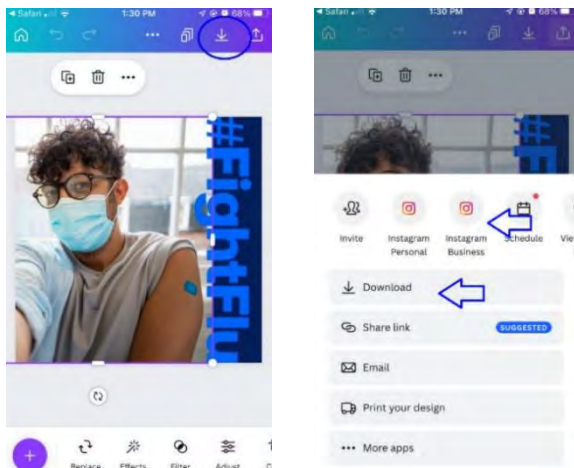 Safari
1:30 PM
68%
#FightFlu
Replace
Effects
Filter
Adjust
Safari
1:30 PM
68%
Invite
Instagram
Personal
Instagram
Business
Schedule
Vie
Download
Share link
SUGGESTED
Email
Print your design
More apps